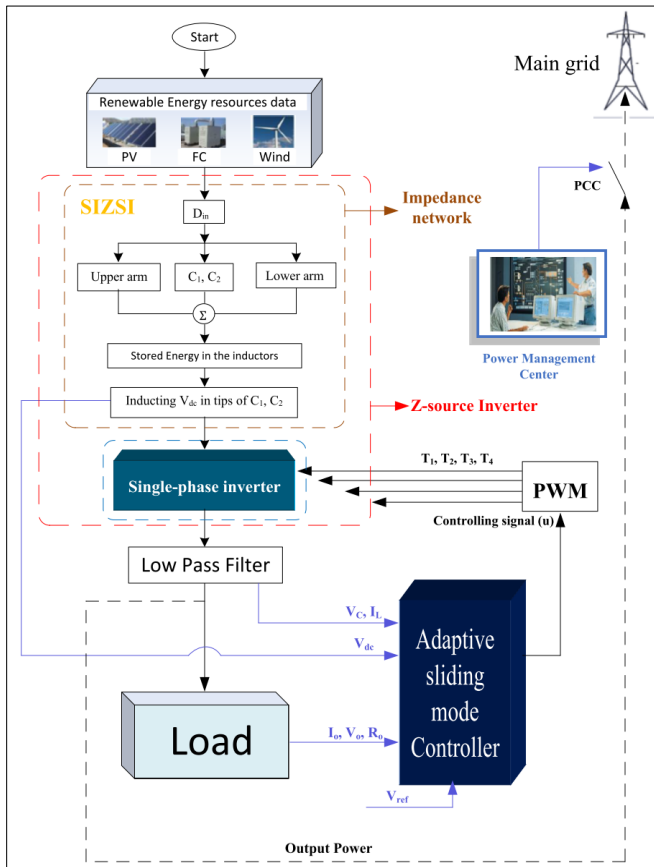 Start
Main grid
Renewable Energy resources data
PV
FC
Wind
PCC
SIZSI
Impedance
network
Din
Upper arm
C1, C2
Lower arm
Σ
Stored Energy in the inductors
Power Management
Center
Inducting Vdc in tips of C1, C2
Z-source Inverter
T1, T2, T3, T4
Single-phase inverter
PWM
Controlling signal (u)
Low Pass Filter
VC, IL
Vdc
Adaptive
sliding
mode
Controller
Load
Io, Vo, Ro
Vref
Output Power